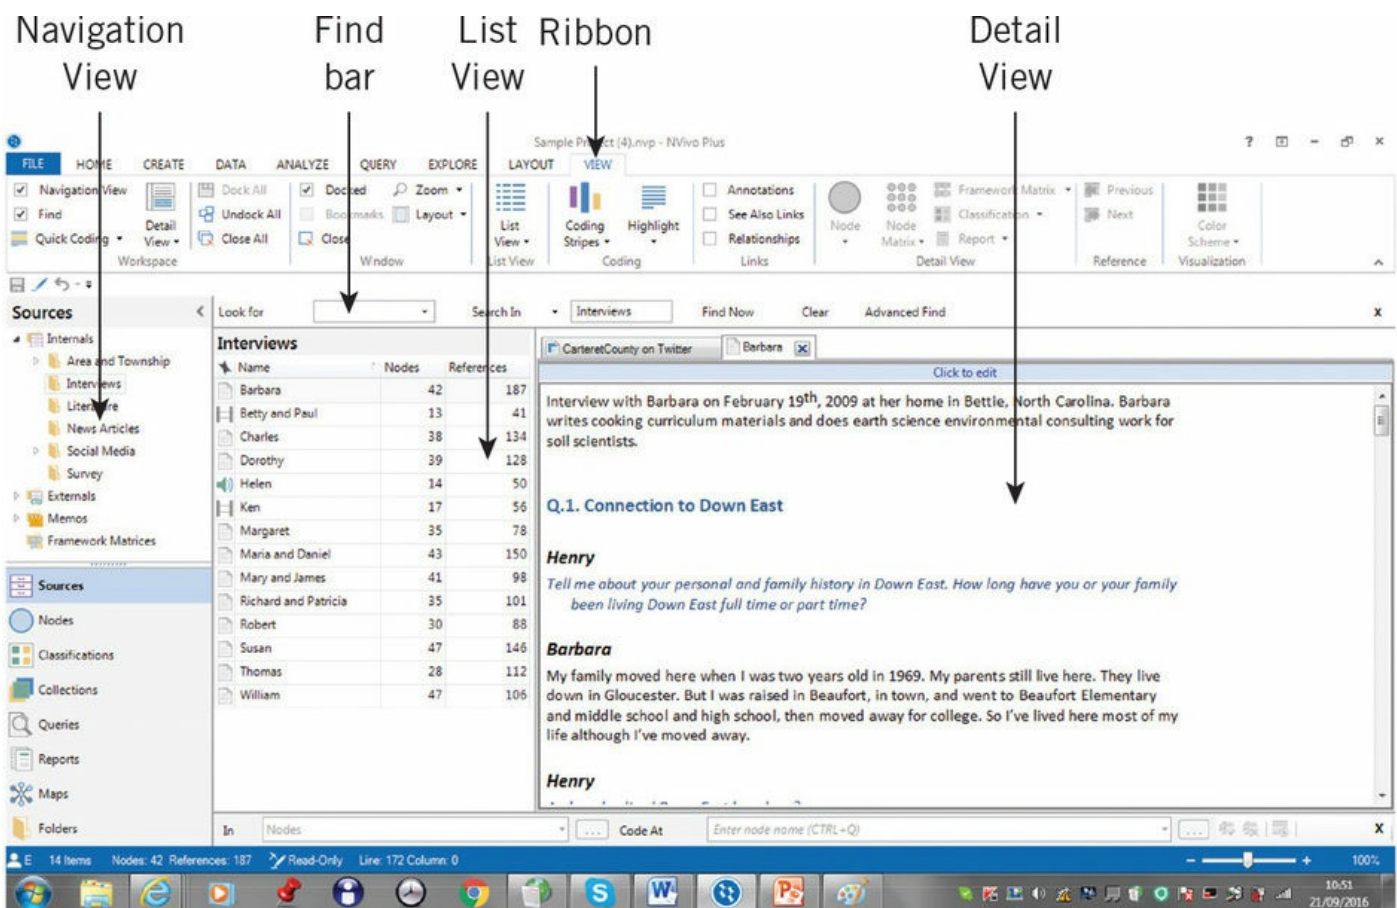 Navigation View
Find bar
List View
Ribbon
Detail View
Sample Project (4).nvp - NVivo Plus
FILE HOME CREATE DATA ANALYZE QUERY EXPLORE LAYOUT VIEW
Navigation View
Find
Quick Coding
Detail View
Workspace
Dock All
Undock All
Close All
Docked
Bookmarks
Close
Zoom
Layout
Window
List View
List View
Coding Stripes
Highlight
Coding
Annotations
See Also Links
Relationships
Links
Node
Node Matrix
Framework Matrix
Classification
Report
Detail View
Previous
Next
Reference
Color Scheme
Visualization
Sources
Look for Search In Interviews Find Now Clear Advanced Find x
Internals
Area and Township
Interviews
Literature
News Articles
Social Media
Survey
Externals
Memos
Framework Matrices
Sources
Nodes
Classifications
Collections
Queries
Reports
Maps
Folders
Interviews
Name Nodes References
Barbara 42 187
Betty and Paul 13 41
Charles 38 134
Dorothy 39 128
Helen 14 50
Ken 17 56
Margaret 35 78
Maria and Daniel 43 150
Mary and James 41 98
Richard and Patricia 35 101
Robert 30 88
Susan 47 146
Thomas 28 112
William 47 106
CarteretCounty on Twitter Barbara
Click to edit
Interview with Barbara on February 19th, 2009 at her home in Bettie, North Carolina. Barbara
writes cooking curriculum materials and does earth science environmental consulting work for
soil scientists.
Q.1. Connection to Down East
Henry
Tell me about your personal and family history in Down East. How long have you or your family
been living Down East full time or part time?
Barbara
My family moved here when I was two years old in 1969. My parents still live here. They live
down in Gloucester. But I was raised in Beaufort, in town, and went to Beaufort Elementary
and middle school and high school, then moved away for college. So I've lived here most of my
life although I've moved away.
Henry
In Nodes ... Code At Enter node name (CTRL+Q) ... X
E 14 Items Nodes: 42 References: 187 Read-Only Line: 172 Column: 0 100%
10:51
21/09/2016